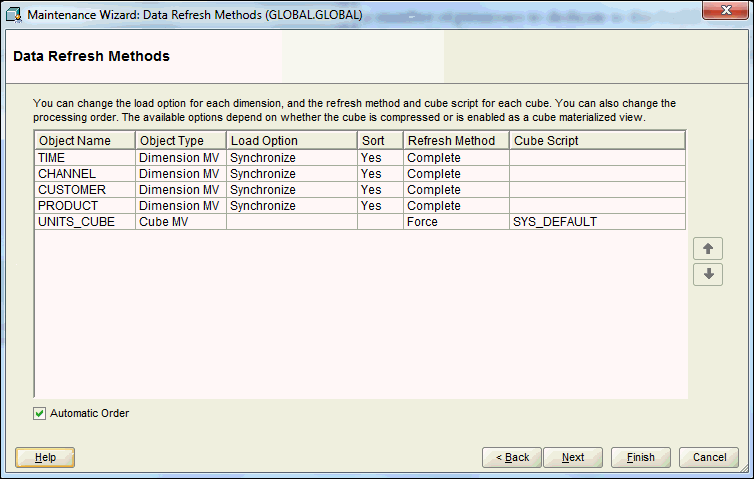 Maintenance Wizard: Data Refresh Methods (GLOBAL.GLOBAL)
Data Refresh Methods
You can change the load option for each dimension, and the refresh method and cube script for each cube. You can also change the
processing order. The available options depend on whether the cube is compressed or is enabled as a cube materialized view.
Object Name Object Type Load Option Sort Refresh Method Cube Script
TIME Dimension MV Synchronize Yes Complete
CHANNEL Dimension MV Synchronize Yes Complete
CUSTOMER Dimension MV Synchronize Yes Complete
PRODUCT Dimension MV Synchronize Yes Complete
UNITS_CUBE Cube MV Force SYS_DEFAULT
Automatic Order
Help < Back Next Finish Cancel